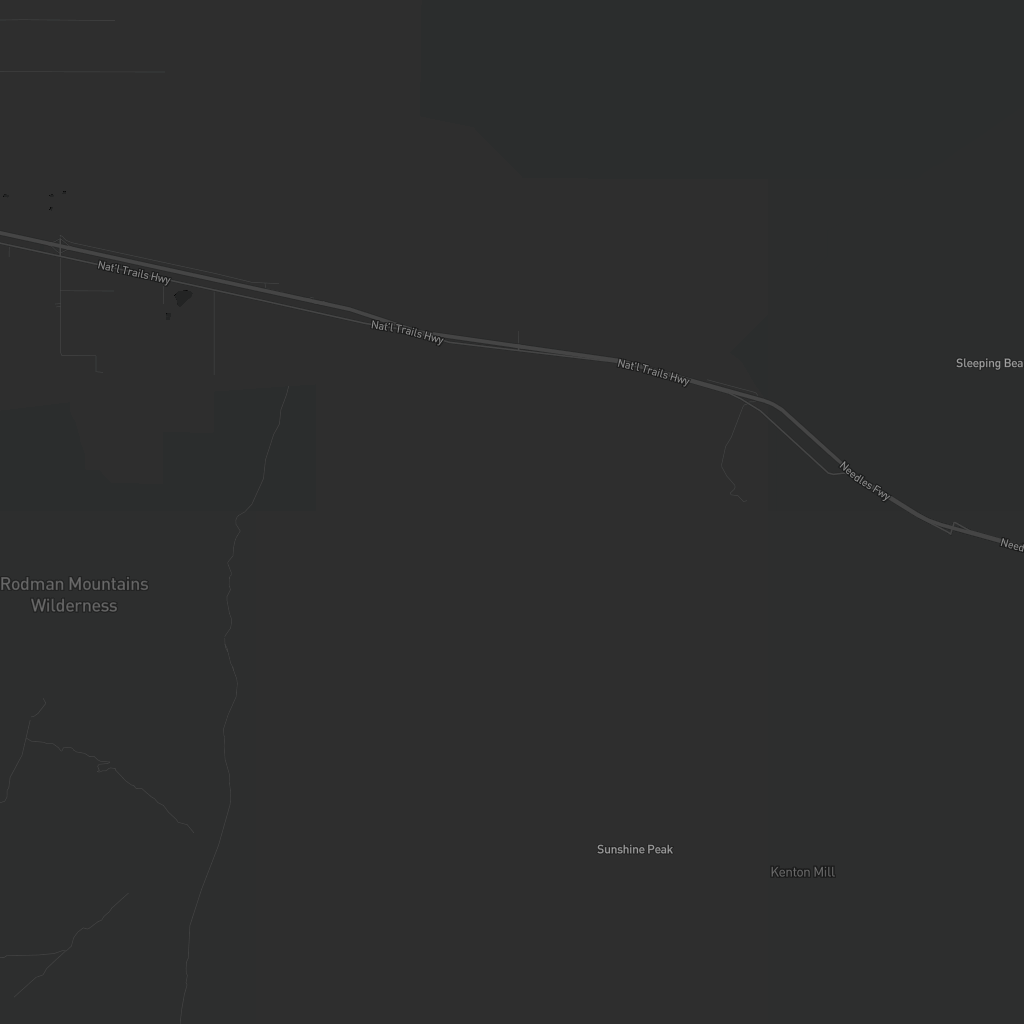 Nat'l Trails Hwy
Nat'l Trails Hwy
Nat'l Trails Hwy
Sleeping Bea
Needles Fwy
Need
Rodman Mountains
Wilderness
Sunshine Peak
Kenton Mill